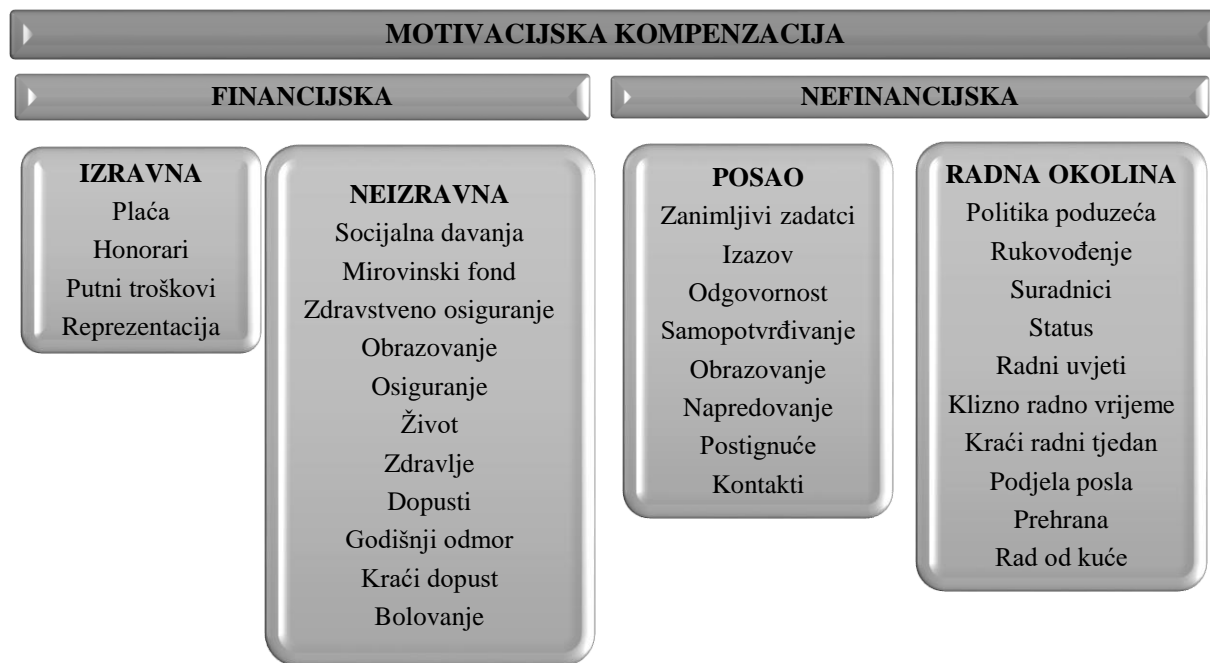 MOTIVACIJSKA KOMPENZACIJA
FINANCIJSKA
NEFINANCIJSKA
IZRAVNA
Plaća
Honorari
Putni troškovi
Reprezentacija
NEIZRAVNA
Socijalna davanja
Mirovinski fond
Zdravstveno osiguranje
Obrazovanje
Osiguranje
Život
Zdravlje
Dopusti
Godišnji odmor
Kraći dopust
Bolovanje
POSAO
Zanimljivi zadatci
Izazov
Odgovornost
Samopotvrđivanje
Obrazovanje
Napredovanje
Postignuće
Kontakti
RADNA OKOLINA
Politika poduzeća
Rukovođenje
Suradnici
Status
Radni uvjeti
Klizno radno vrijeme
Kraći radni tjedan
Podjela posla
Prehrana
Rad od kuće